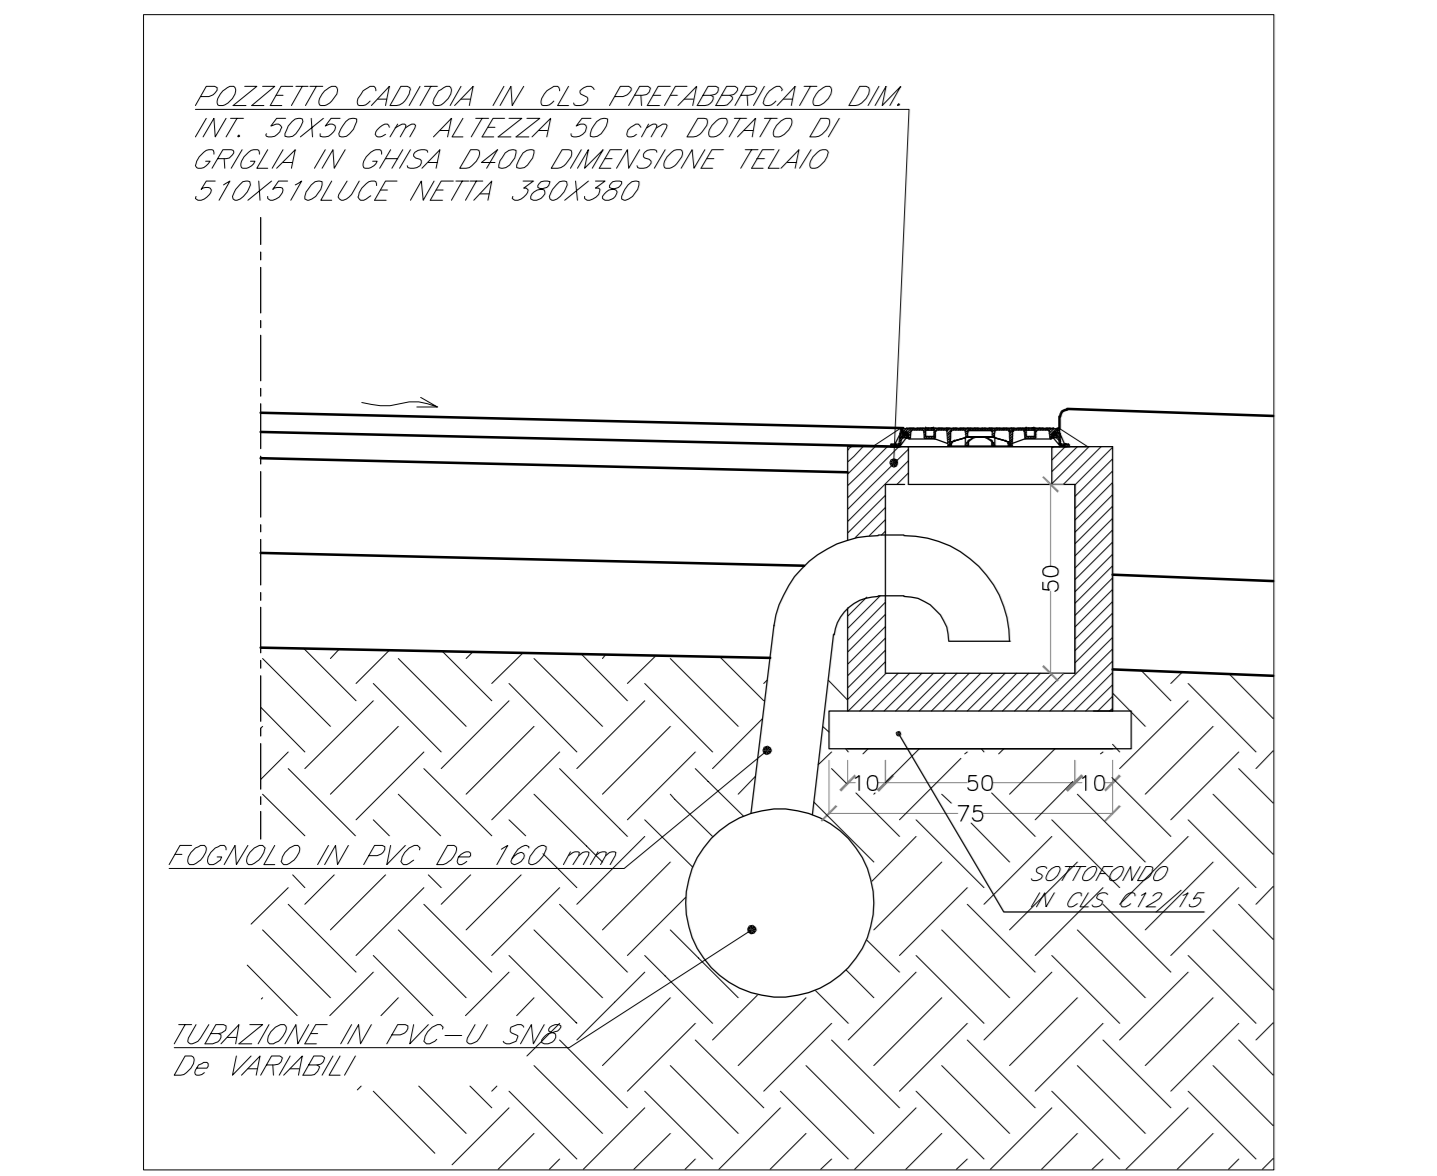 POZZETTO CADITOIA IN CLS PREFABBRICATO DIM.
INT. 50X50 cm ALTEZZA 50 cm DOTATO DI
GRIGLIA IN GHISA D400 DIMENSIONE TELAIO
510X510LUCE NETTA 380X380
50
10 50 10
75
FOGNOLO IN PVC De 160 mm
SOTTOFONDO
IN CLS C12/15
TUBAZIONE IN PVC-U SN8
De VARIABILI